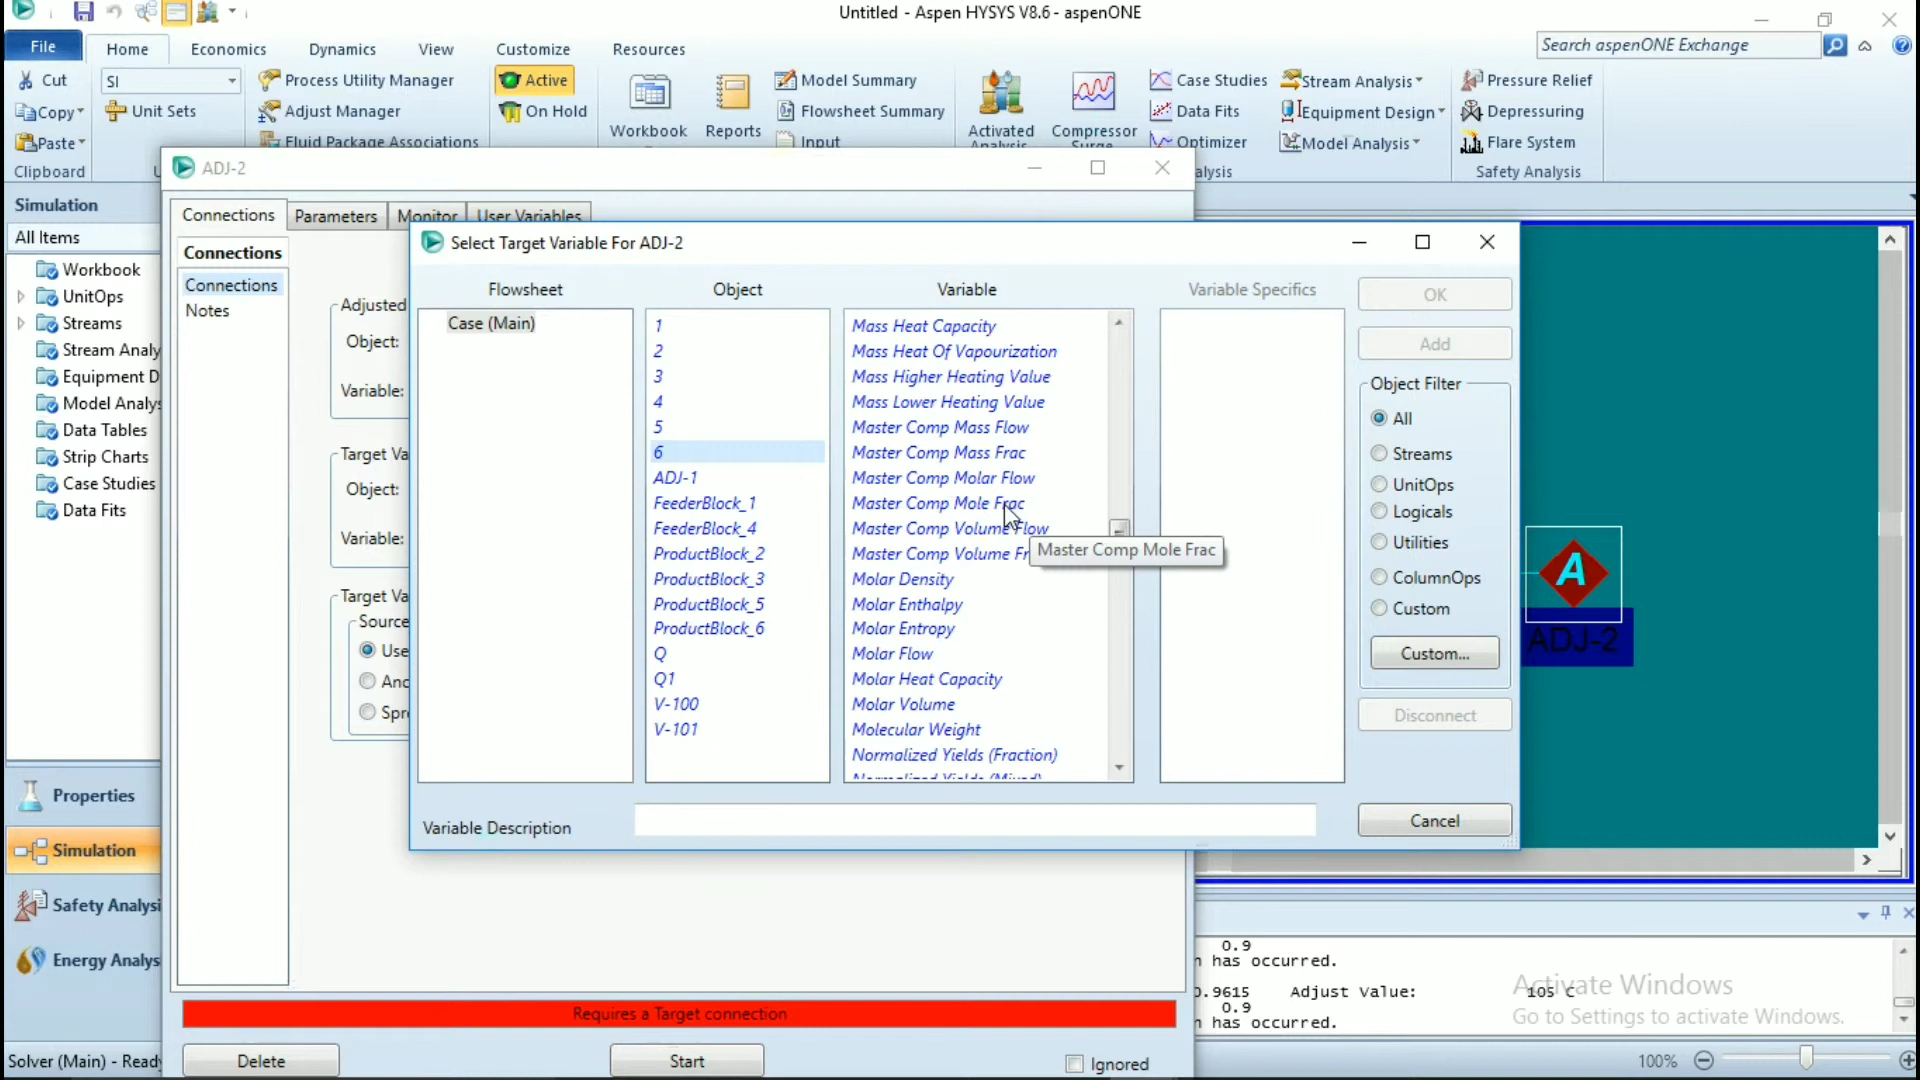 Untitled - Aspen HYSYS V8.6 - aspenONE
File Home Economics Dynamics View Customize Resources
Search aspenONE Exchange
Cut SI Process Utility Manager Active Model Summary Case Studies Stream Analysis Pressure Relief
Copy Unit Sets Adjust Manager On Hold Flowsheet Summary Data Fits Equipment Design Depressuring
Paste Fluid Package Associations Workbook Reports Input Activated Analysis Compressor Surge Optimizer Model Analysis Flare System
Clipboard alysis Safety Analysis
ADJ-2
Simulation
All Items
Workbook
UnitOps
Streams
Stream Analy
Equipment D
Model Analys
Data Tables
Strip Charts
Case Studies
Data Fits
Properties
Simulation
Safety Analysi
Energy Analys
Connections Parameters Monitor User Variables
Connections
Connections
Notes
Adjusted
Object:
Variable:
Target Va
Object:
Variable:
Target Va
Source
Use
Ano
Spre
Select Target Variable For ADJ-2
Flowsheet Object Variable Variable Specifics
Case (Main)
1
2
3
4
5
6
ADJ-1
FeederBlock_1
FeederBlock_4
ProductBlock_2
ProductBlock_3
ProductBlock_5
ProductBlock_6
Q
Q1
V-100
V-101
Mass Heat Capacity
Mass Heat Of Vapourization
Mass Higher Heating Value
Mass Lower Heating Value
Master Comp Mass Flow
Master Comp Mass Frac
Master Comp Molar Flow
Master Comp Mole Frac
Master Comp Volume Flow
Master Comp Volume Fr
Master Comp Mole Frac
Molar Density
Molar Enthalpy
Molar Entropy
Molar Flow
Molar Heat Capacity
Molar Volume
Molecular Weight
Normalized Yields (Fraction)
Normalized Yields (Mixed)
OK
Add
Object Filter
All
Streams
UnitOps
Logicals
Utilities
ColumnOps
Custom
Custom...
Disconnect
Cancel
Variable Description
A
ADJ-2
0.9
n has occurred.
0.9615 Adjust Value: 105 C
0.9
n has occurred.
Activate Windows
Go to Settings to activate Windows.
Requires a Target connection
Delete Start Ignored
Solver (Main) - Ready
100%